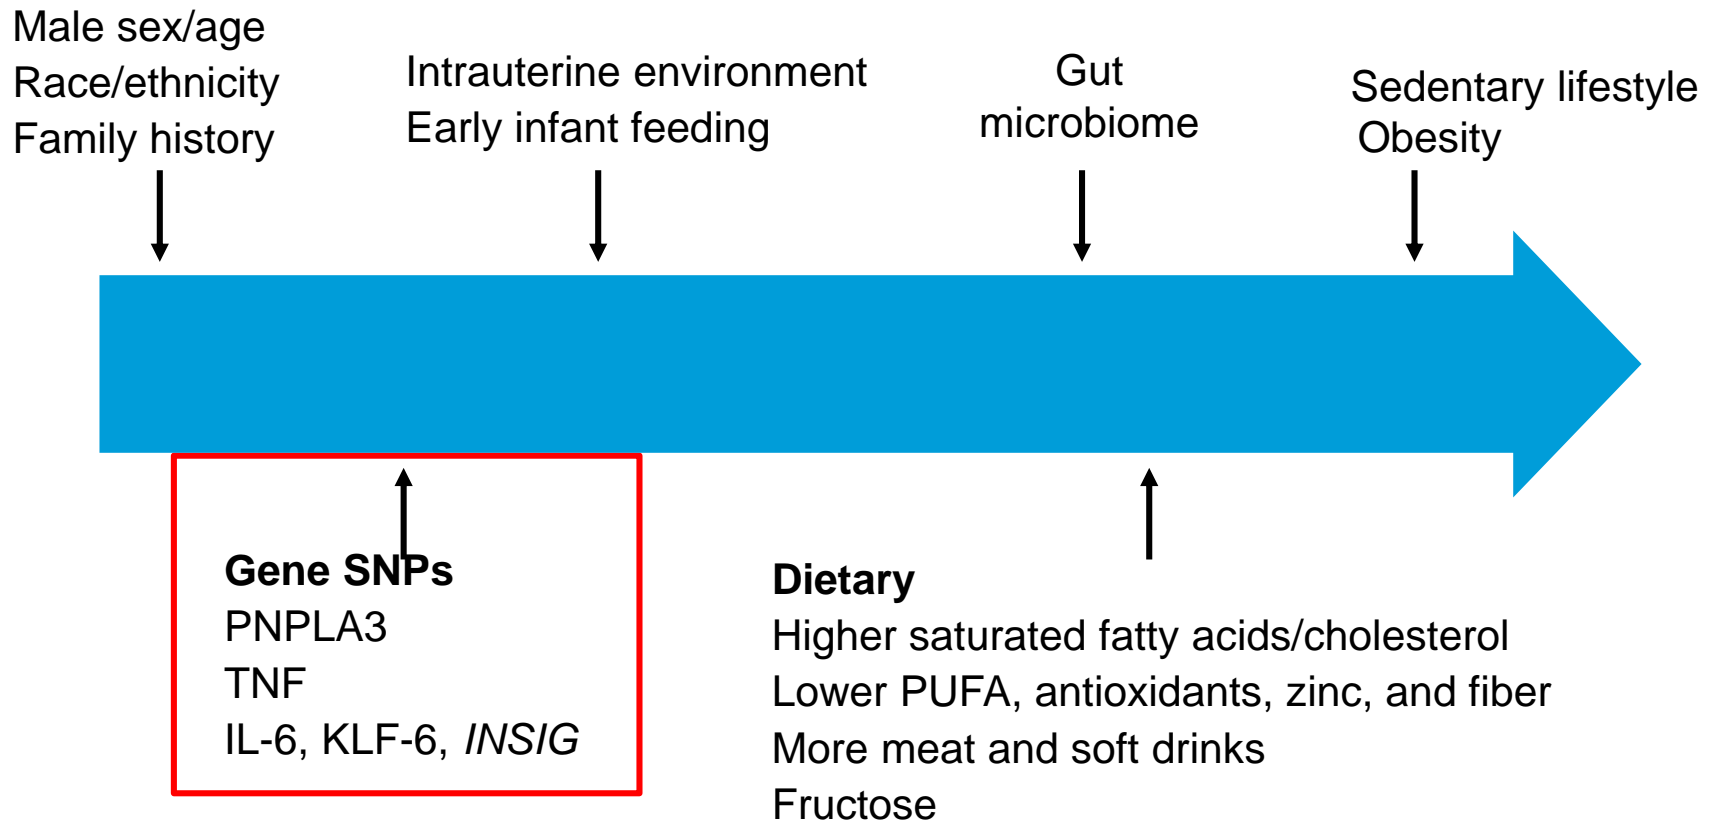 Male sex/age
Race/ethnicity
Family history
Intrauterine environment
Early infant feeding
Gut
microbiome
Sedentary lifestyle
Obesity
Gene SNPs
PNPLA3
TNF
IL-6, KLF-6, INSIG
Dietary
Higher saturated fatty acids/cholesterol
Lower PUFA, antioxidants, zinc, and fiber
More meat and soft drinks
Fructose